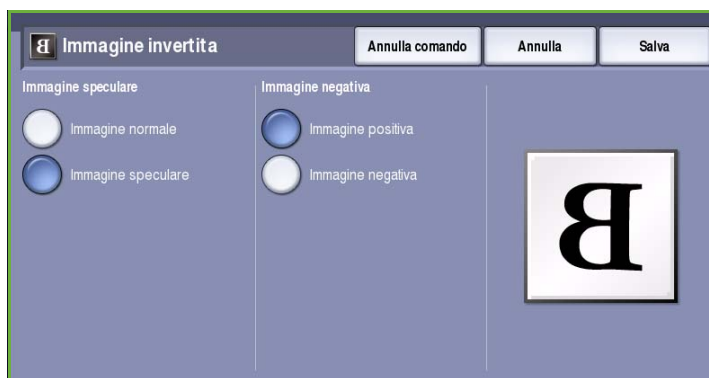 B Immagine invertita
Annulla comando
Annulla
Salva
Immagine speculare
Immagine normale
Immagine speculare
Immagine negativa
Immagine positiva
Immagine negativa
B